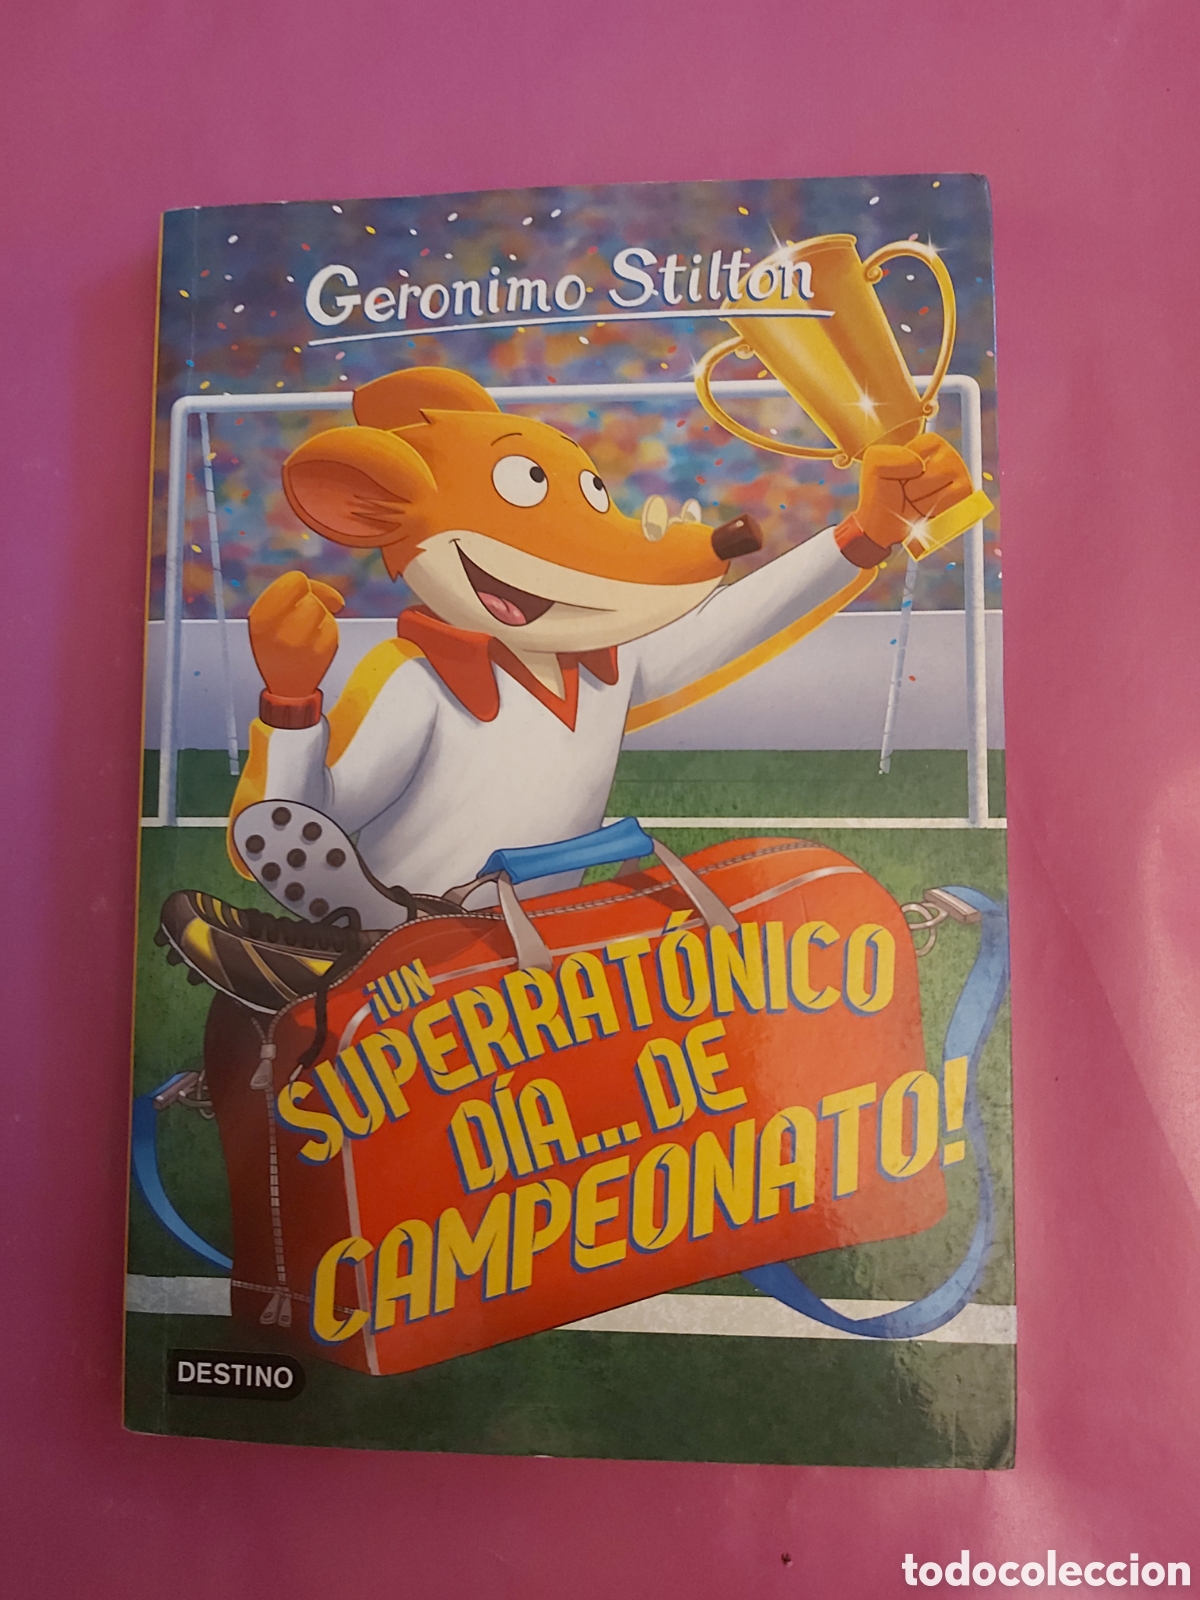 Geronimo Stilton
¡UN
SUPERRATÓNICO
DÍA... DE
CAMPEONATO!
DESTINO
todocoleccion